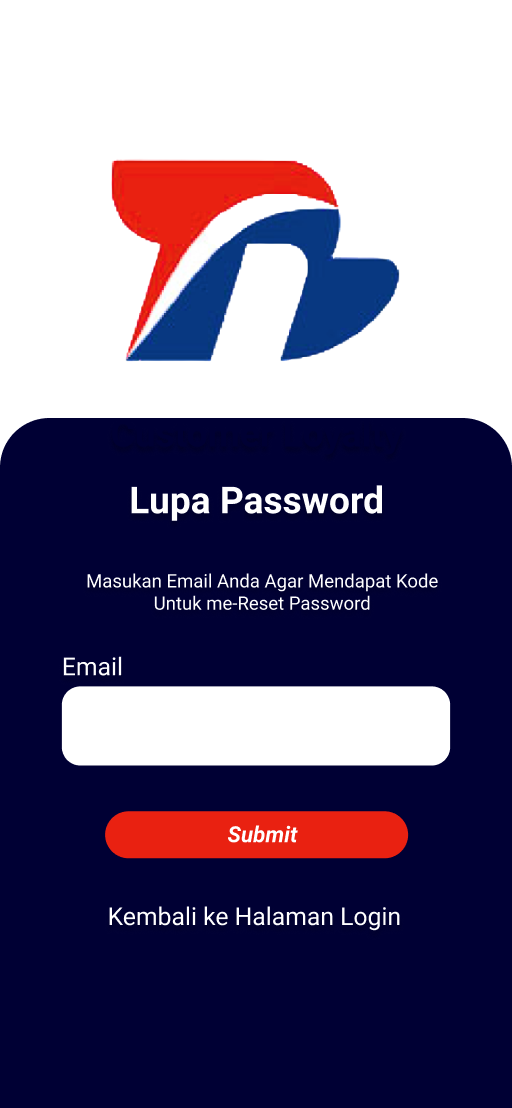 Lupa Password
Masukan Email Anda Agar Mendapat Kode
Untuk me-Reset Password
Email
Submit
Kembali ke Halaman Login